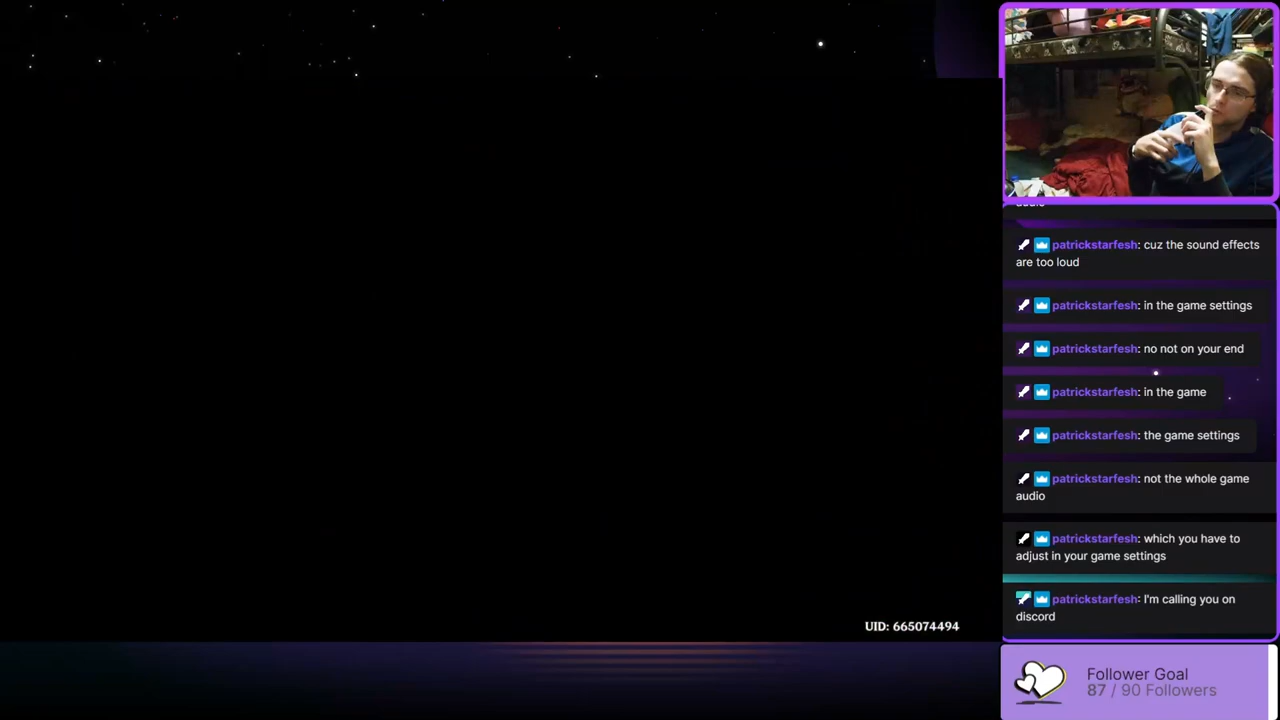 patrickstarfesh: cuz the sound effects
are too loud
patrickstarfesh: in the game settings
patrickstarfesh: no not on your end
patrickstarfesh: in the game
patrickstarfesh: the game settings
patrickstarfesh: not the whole game
audio
patrickstarfesh: which you have to
adjust in your game settings
patrickstarfesh: I'm calling you on
discord
UID: 665074494
Follower Goal
87 / 90 Followers